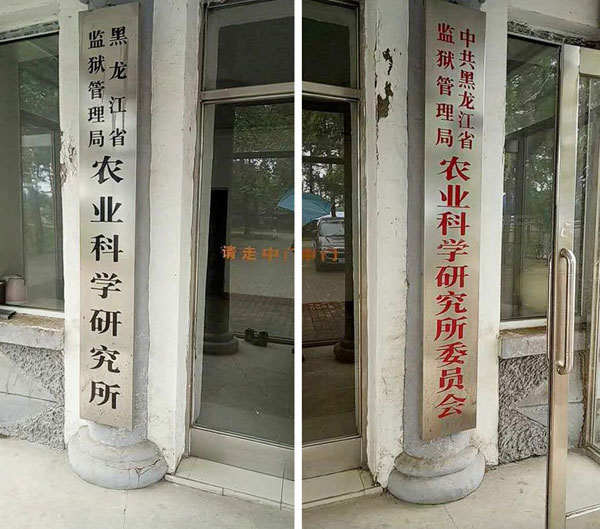 黑龙江省
监狱管理局
农业科学研究所
请走中
中共黑龙江省
监狱管理局
农业科学研究所委员会
门